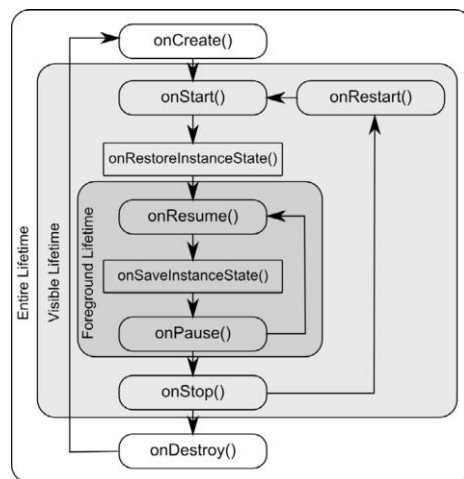 onCreate()
onStart()
onRestart()
onRestoreInstanceState()
onResume()
onSaveInstanceState()
onPause()
onStop()
onDestroy()
Entire Lifetime
Visible Lifetime
Foreground Lifetime